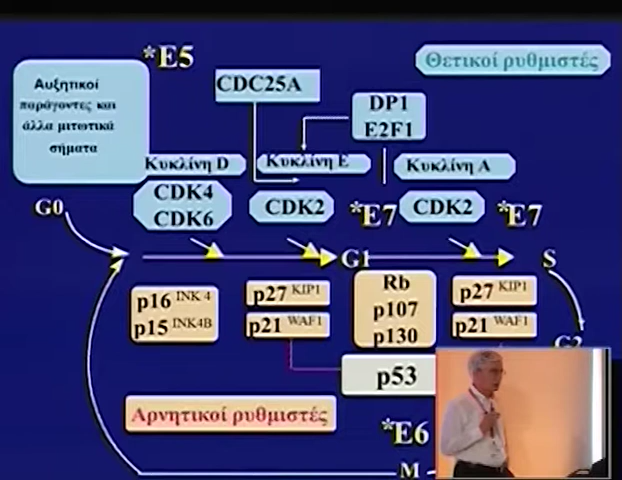 *E5
Θετικοί ρυθμιστές
Αυξητικοί
παράγοντες και
άλλα μιτωτικά
σήματα
CDC25A
DP1
E2F1
Κυκλίνη D
Κυκλίνη E
Κυκλίνη A
CDK4
CDK6
CDK2
*E7
CDK2
*E7
G0
G1
S
G2
p16 INK 4
p15 INK4B
p27 KIP1
p21 WAF1
Rb
p107
p130
p27 KIP1
p21 WAF1
p53
Αρνητικοί ρυθμιστές
*E6
M